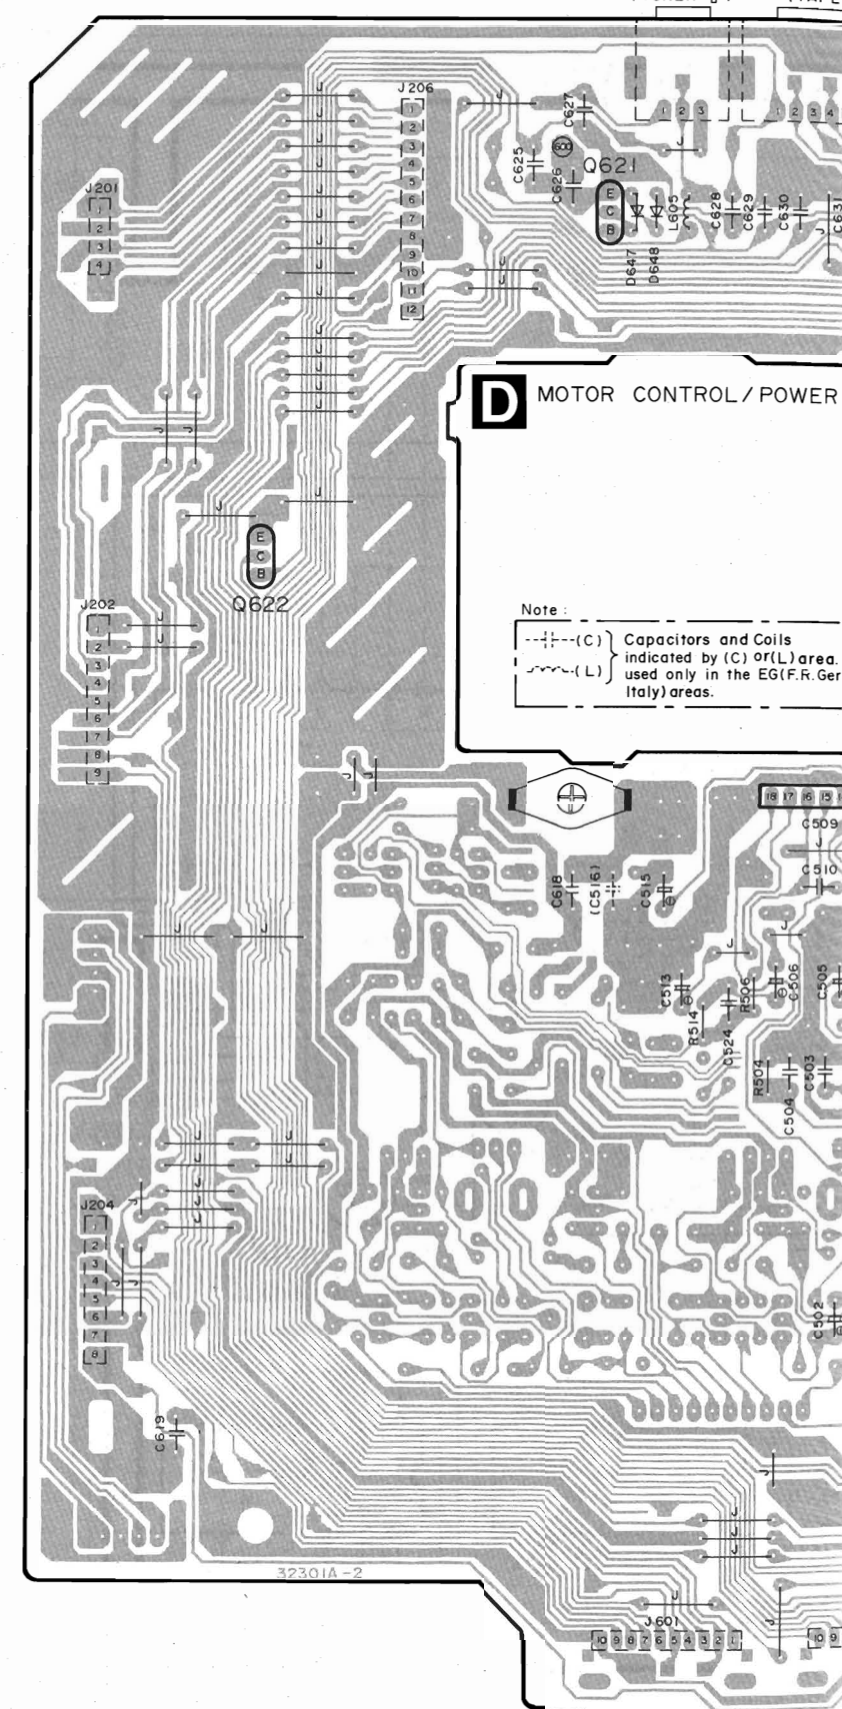 J206
1
2
3
4
5
6
7
8
9
10
11
12
C627
600
Q621
C625
C626
E
C
B
D647
D648
L605
C628
C629
C630
C631
J
1 2 3
1 2 3 4
J201
1
2
3
4
D MOTOR CONTROL/POWER
E
C
B
Q622
J202
1
2
3
4
5
6
7
8
9
Note :
(C)
(L)
Capacitors and Coils
indicated by (C) or (L) area.
used only in the EG(F.R.Ger
Italy) areas.
18 17 16 15
C509
C510
C618
(C516)
C515
C513
R514
C524
R506
C506
C505
R504
C504
C503
J204
1
2
3
4
5
6
7
8
C502
C619
32301A-2
J601
10 9 8 7 6 5 4 3 2 1
10 9